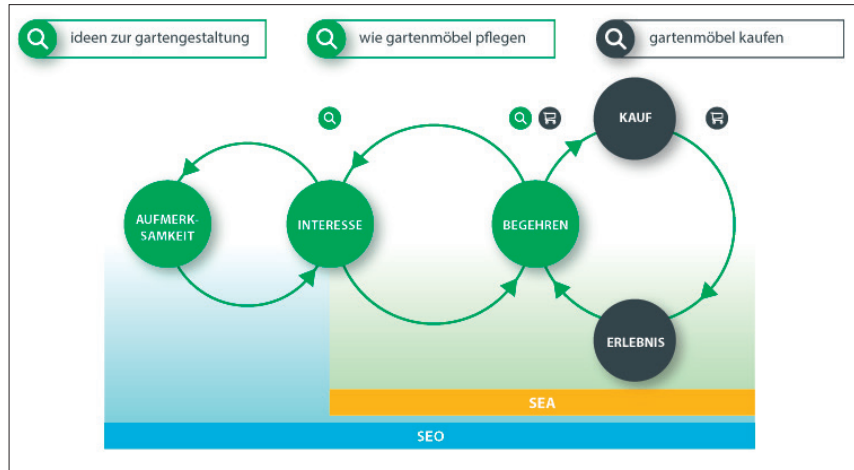 ideen zur gartengestaltung
wie gartenmöbel pflegen
gartenmöbel kaufen
KAUF
AUFMERK-
SAMKEIT
INTERESSE
BEGEHREN
ERLEBNIS
SEA
SEO